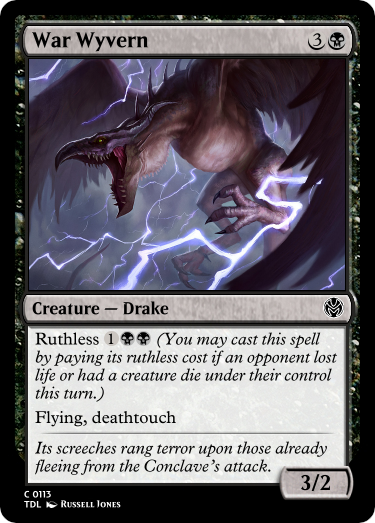 War Wyvern 3
Creature — Drake
Ruthless 1 (You may cast this spell
by paying its ruthless cost if an opponent lost
life or had a creature die under their control
this turn.)
Flying, deathtouch
Its screeches rang terror upon those already
fleeing from the Conclave's attack.
3/2
C 0113
TDL Russell Jones